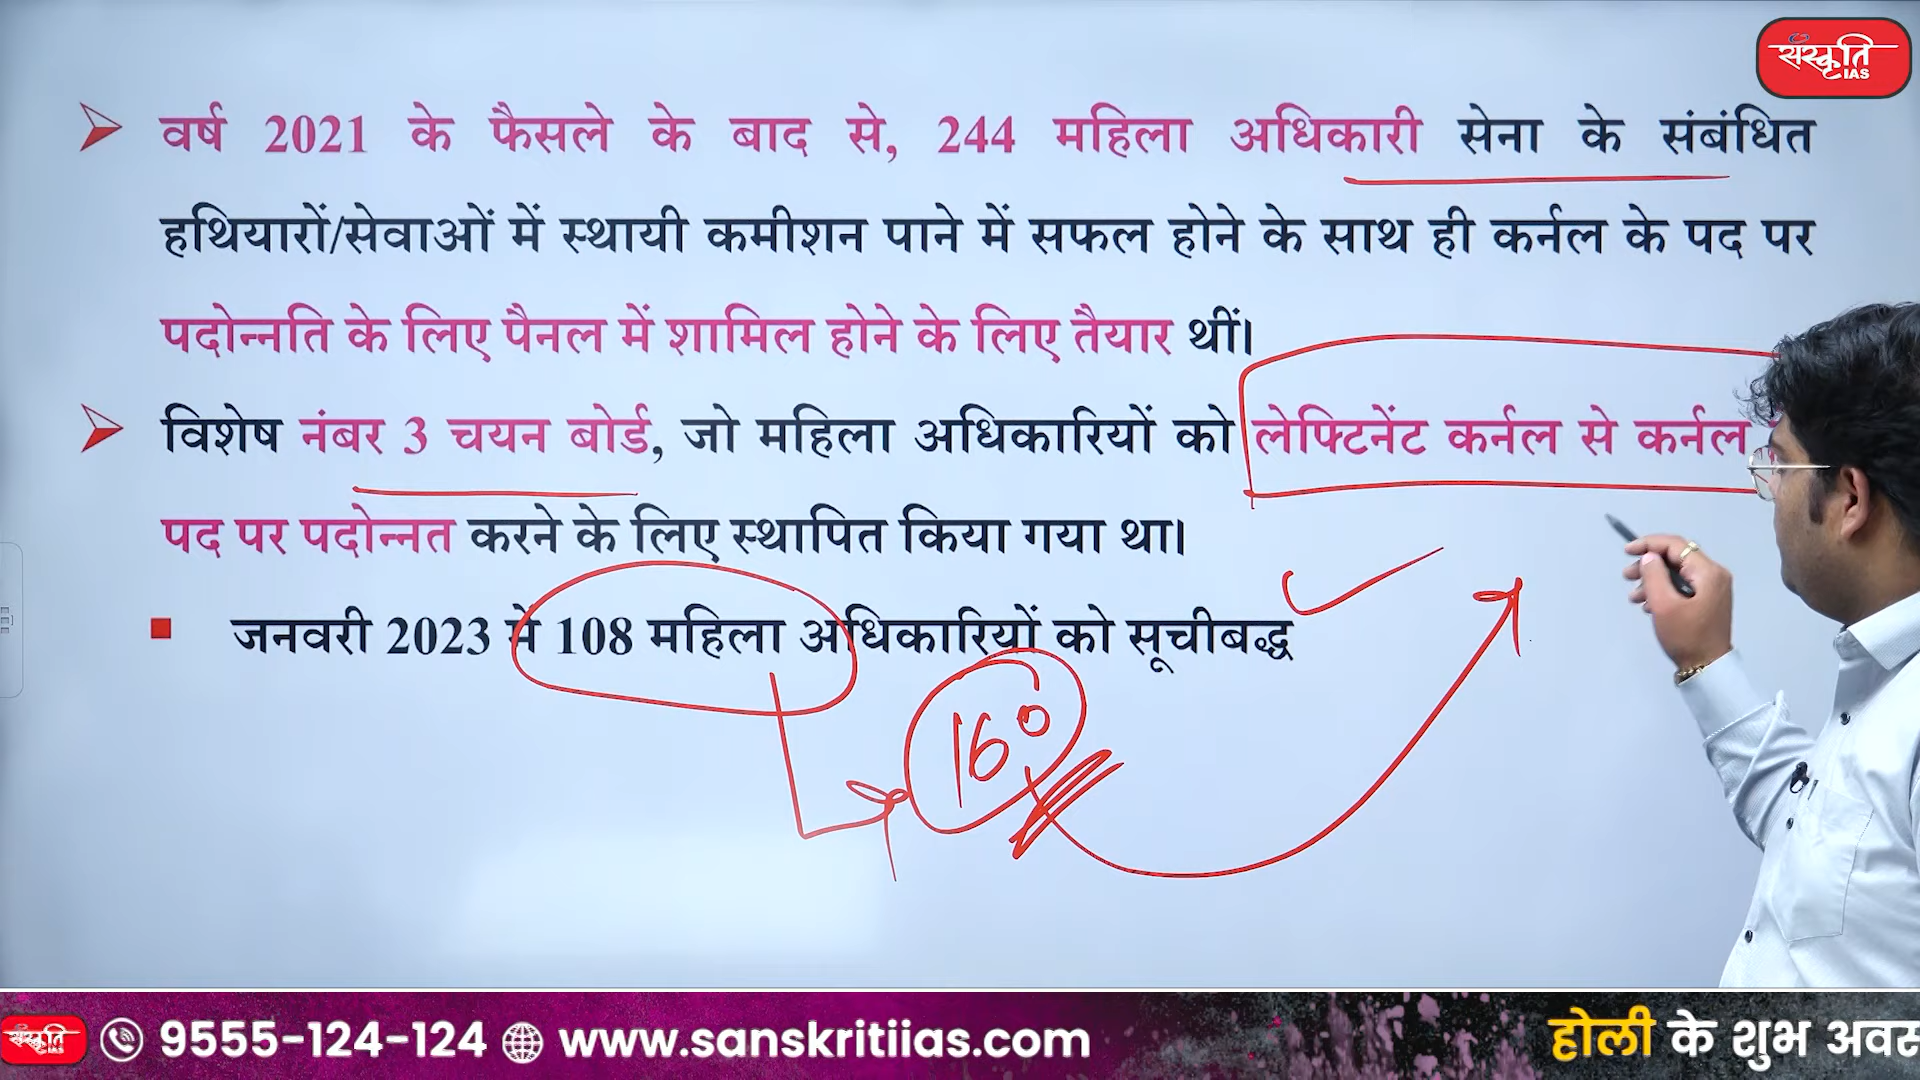 संस्कृति
IAS
वर्ष 2021 के फैसले के बाद से, 244 महिला अधिकारी सेना के संबंधित
हथियारों/सेवाओं में स्थायी कमीशन पाने में सफल होने के साथ ही कर्नल के पद पर
पदोन्नति के लिए पैनल में शामिल होने के लिए तैयार थीं।
विशेष नंबर 3 चयन बोर्ड, जो महिला अधिकारियों को लेफ्टिनेंट कर्नल से कर्नल
पद पर पदोन्नत करने के लिए स्थापित किया गया था।
जनवरी 2023 में 108 महिला अधिकारियों को सूचीबद्ध
160
संस्कृति
9555-124-124 www.sanskritiias.com होली के शुभ अवस